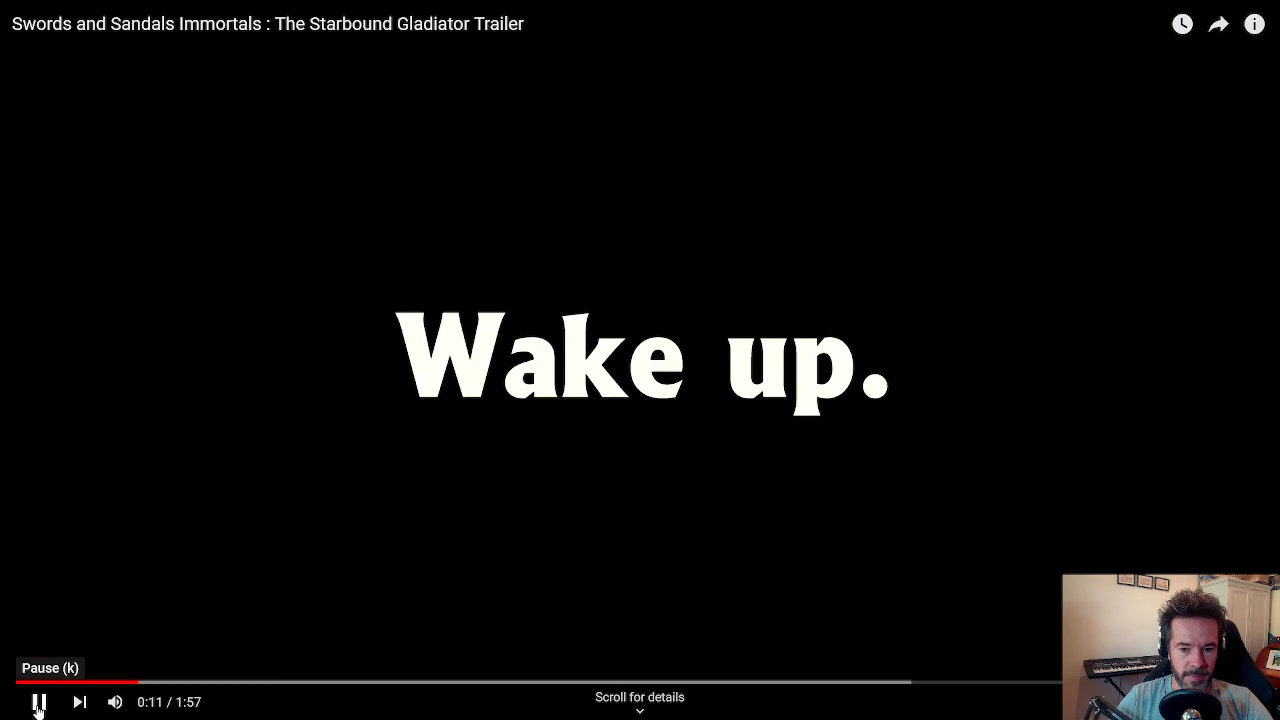 Swords and Sandals Immortals : The Starbound Gladiator Trailer
Wake up.
Pause (k)
0:11 / 1:57
Scroll for details